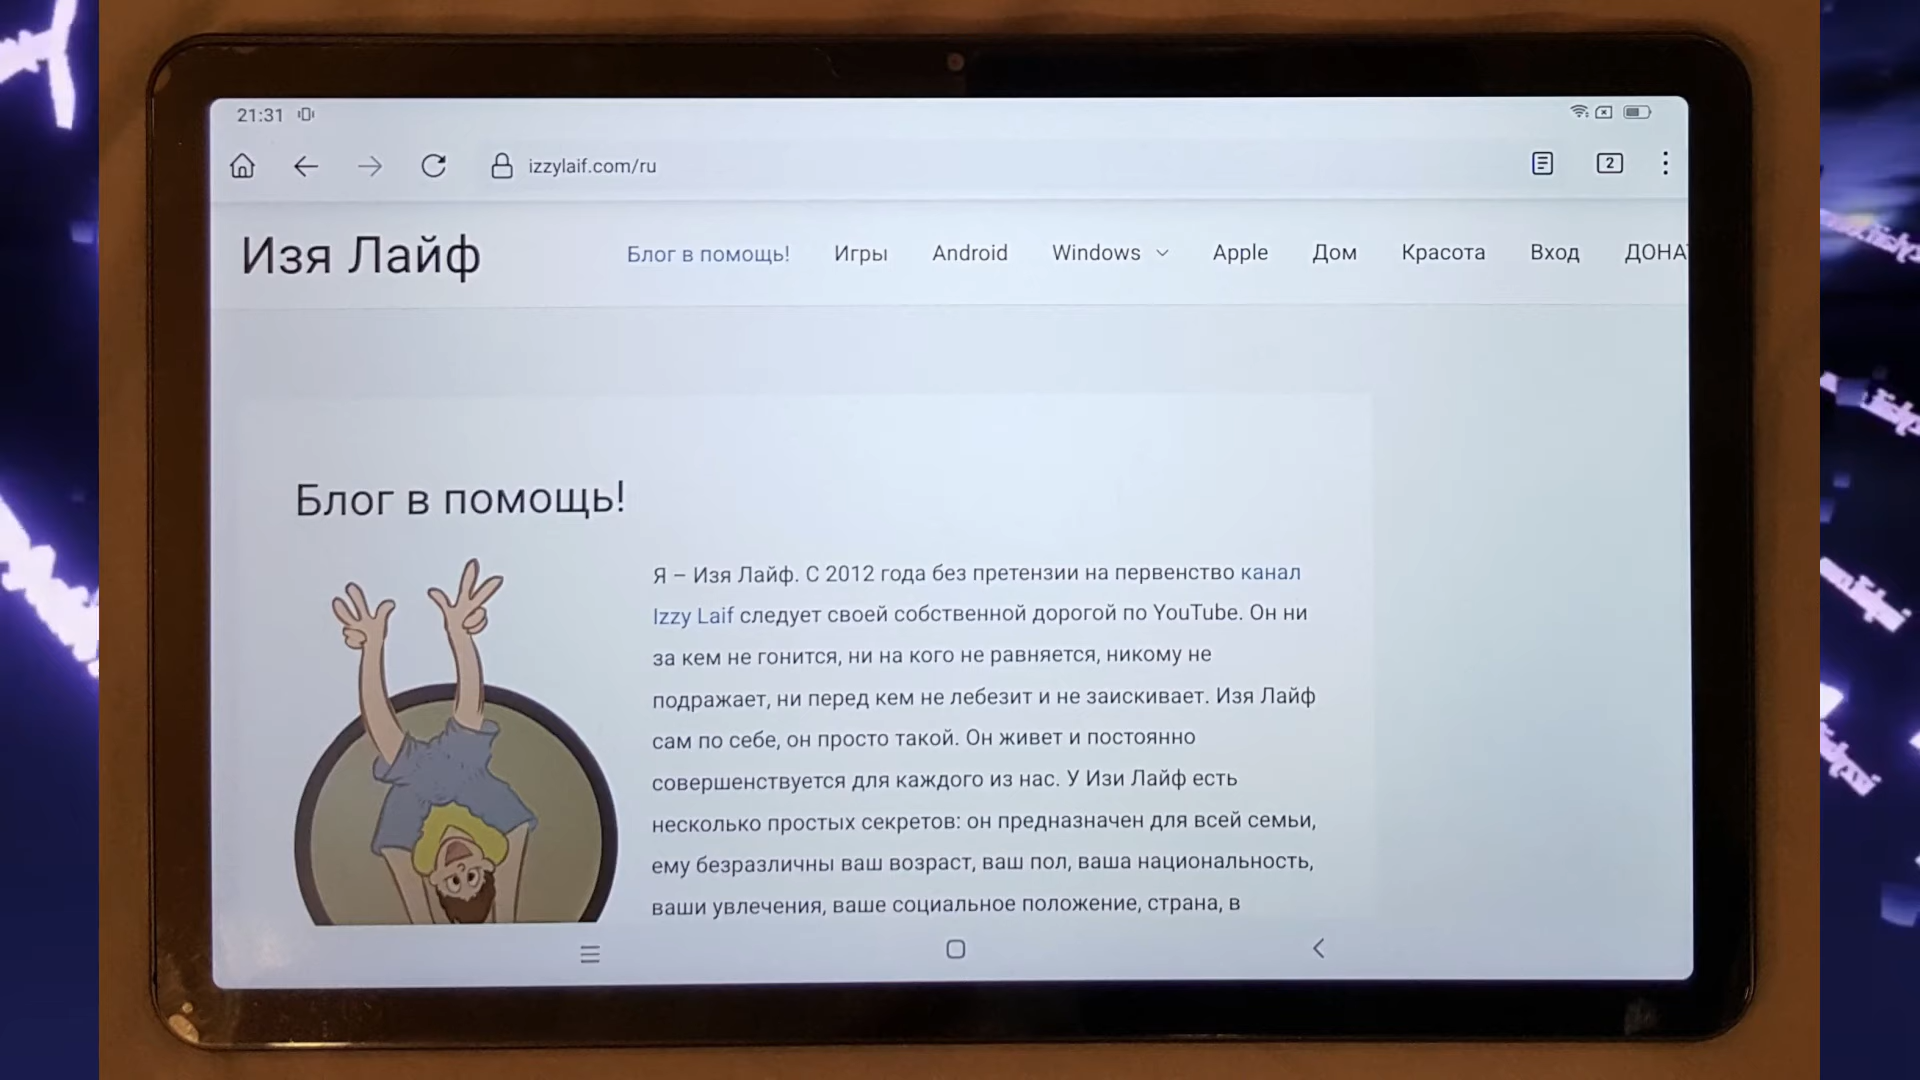 21:31
izzylaif.com/ru
2
Изя Лайф
Блог в помощь! Игры Android Windows Apple Дом Красота Вход ДОНАТ
Блог в помощь!
Я – Изя Лайф. С 2012 года без претензии на первенство канал
Izzy Laif следует своей собственной дорогой по YouTube. Он ни
за кем не гонится, ни на кого не равняется, никому не
подражает, ни перед кем не лебезит и не заискивает. Изя Лайф
сам по себе, он просто такой. Он живет и постоянно
совершенствуется для каждого из нас. У Изи Лайф есть
несколько простых секретов: он предназначен для всей семьи,
ему безразличны ваш возраст, ваш пол, ваша национальность,
ваши увлечения, ваше социальное положение, страна, в